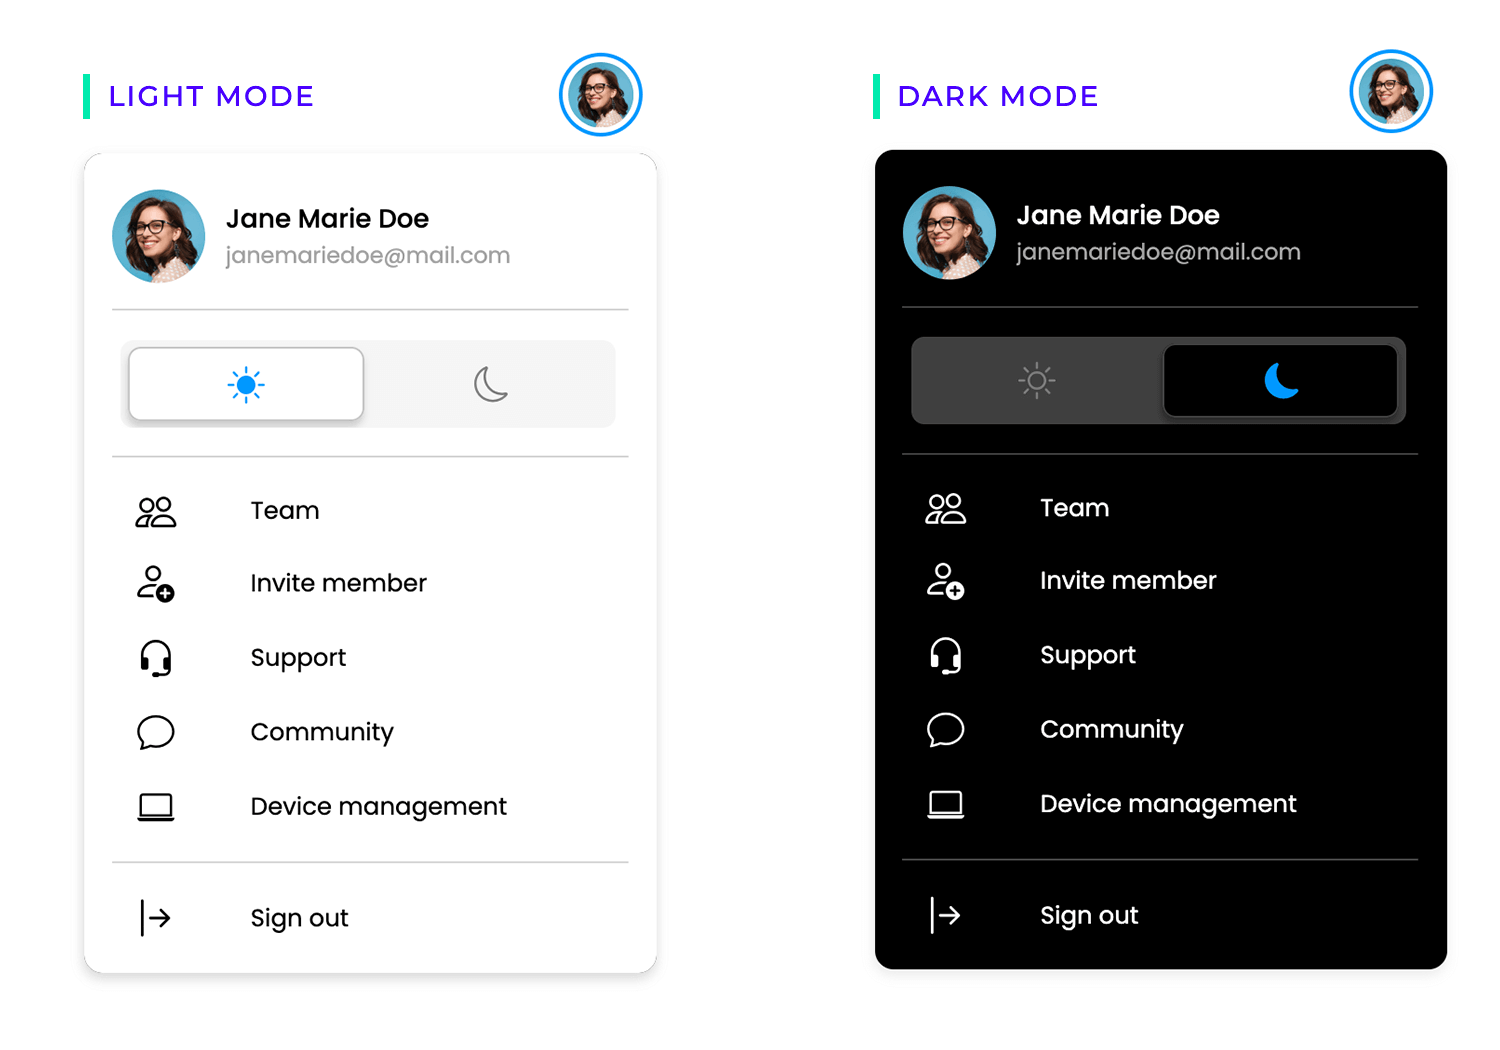 LIGHT MODE
Jane Marie Doe
janemariedoe@mail.com
Team
Invite member
Support
Community
Device management
Sign out
DARK MODE
Jane Marie Doe
janemariedoe@mail.com
Team
Invite member
Support
Community
Device management
Sign out